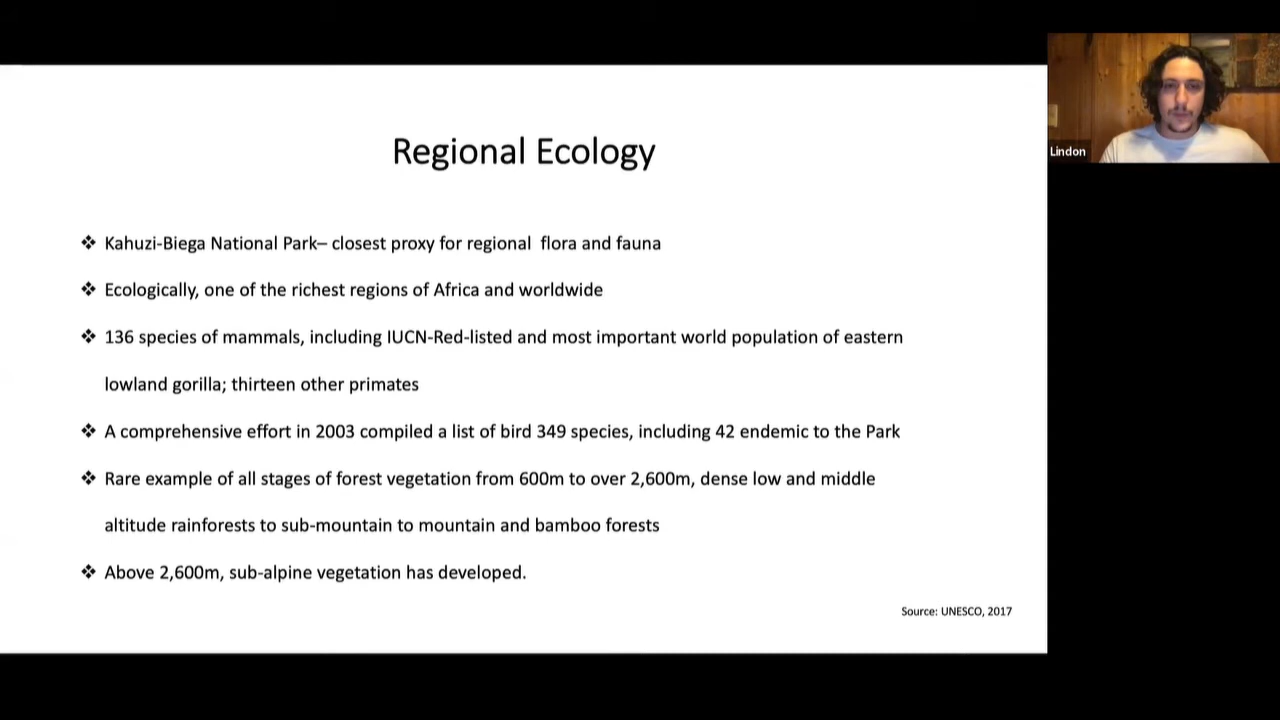 Regional Ecology
❖ Kahuzi-Biega National Park– closest proxy for regional flora and fauna
❖ Ecologically, one of the richest regions of Africa and worldwide
❖ 136 species of mammals, including IUCN-Red-listed and most important world population of eastern
lowland gorilla; thirteen other primates
❖ A comprehensive effort in 2003 compiled a list of bird 349 species, including 42 endemic to the Park
❖ Rare example of all stages of forest vegetation from 600m to over 2,600m, dense low and middle
altitude rainforests to sub-mountain to mountain and bamboo forests
❖ Above 2,600m, sub-alpine vegetation has developed.
Source: UNESCO, 2017
Lindon